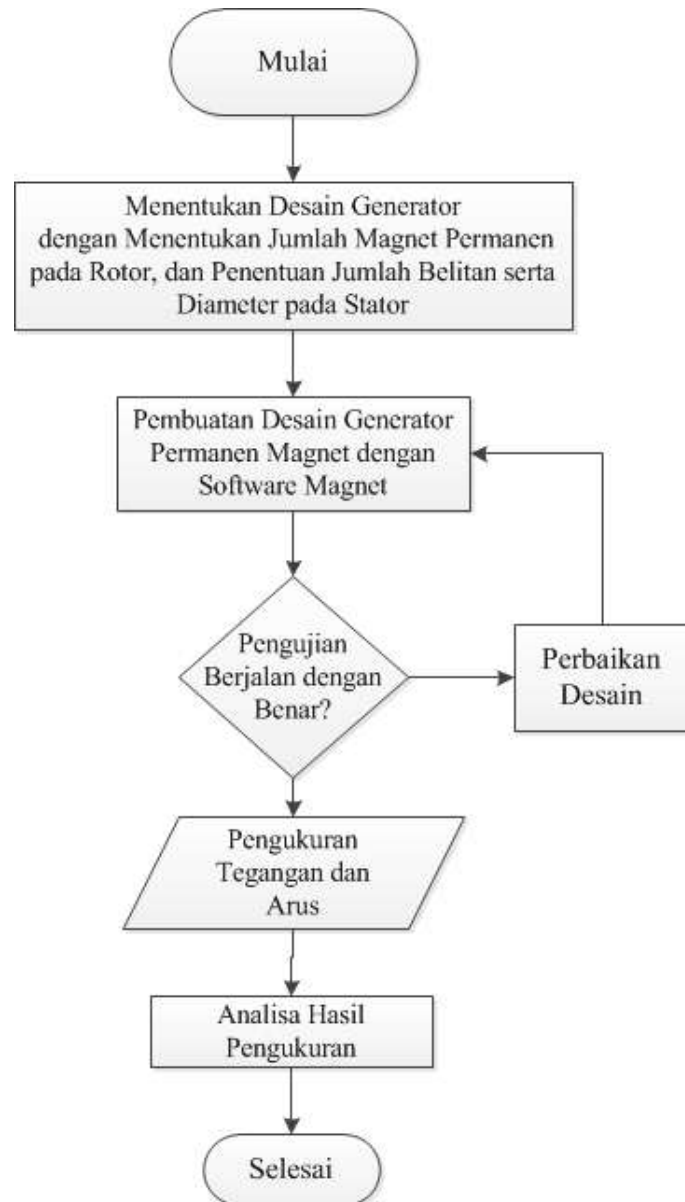 Mulai
Menentukan Desain Generator
dengan Menentukan Jumlah Magnet Permanen
pada Rotor, dan Penentuan Jumlah Belitan serta
Diameter pada Stator
Pembuatan Desain Generator
Permanen Magnet dengan
Software Magnet
Pengujian
Berjalan dengan
Benar?
Perbaikan
Desain
Pengukuran
Tegangan dan
Arus
Analisa Hasil
Pengukuran
Selesai